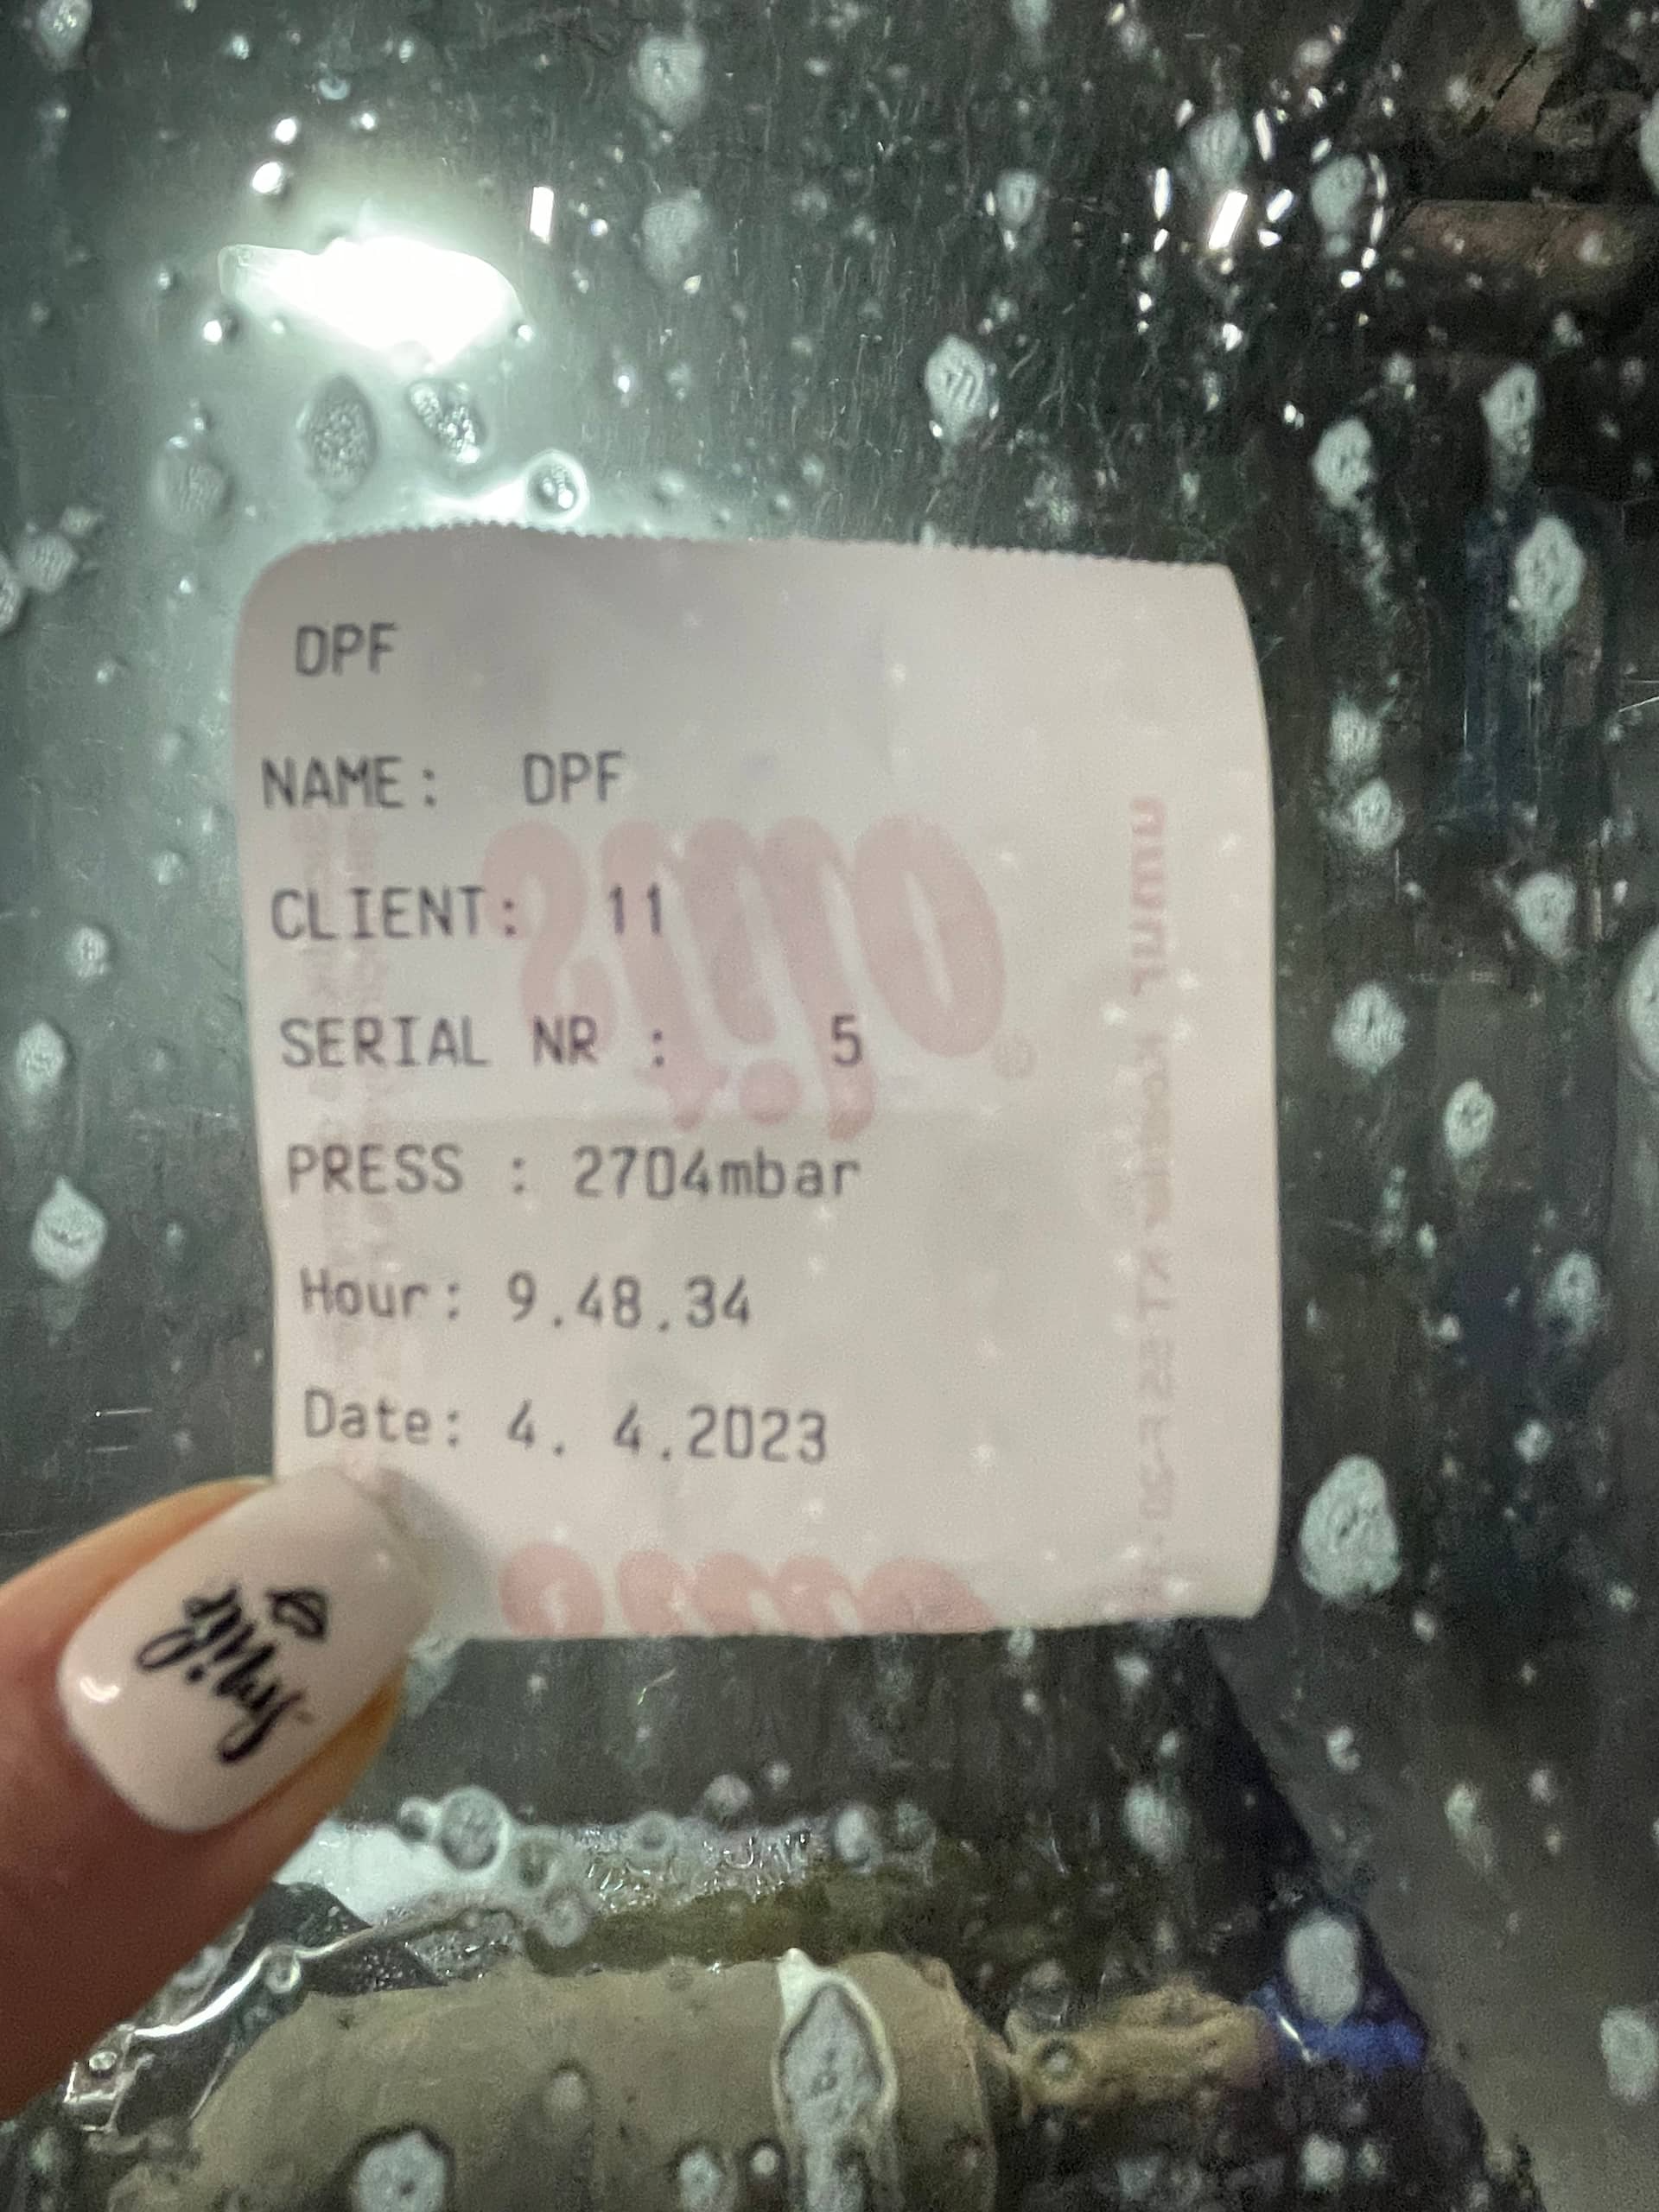 DPF
NAME: DPF
CLIENT: 11
SERIAL NR : 5
PRESS : 2704mbar
Hour: 9.48.34
Date: 4. 4.2023